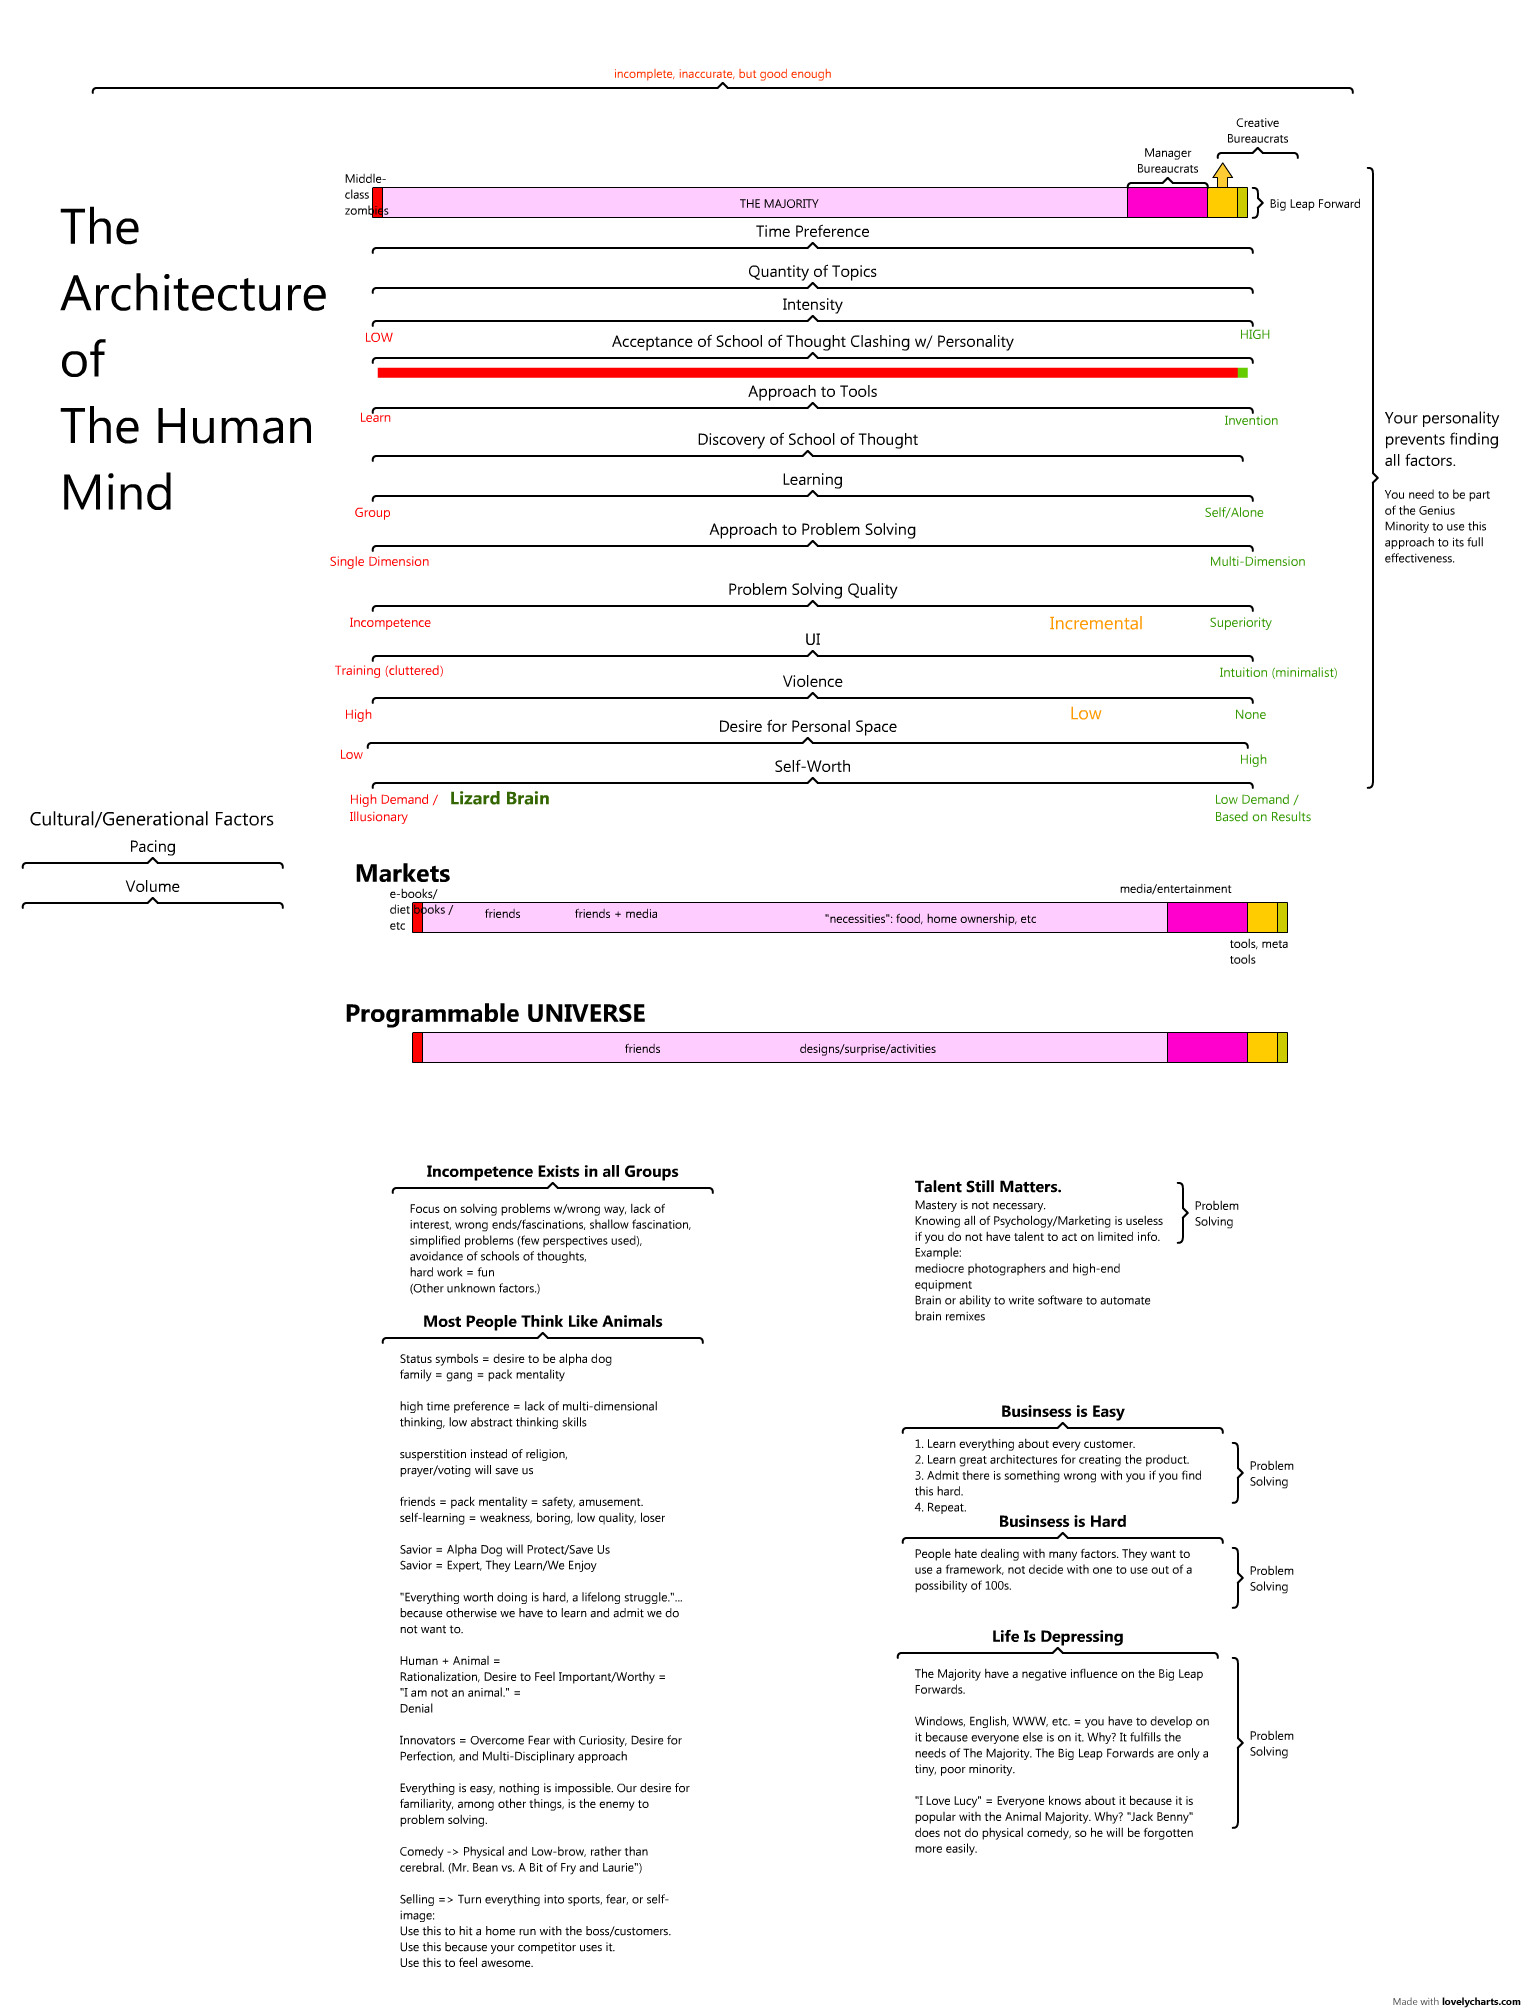 incomplete, inaccurate, but good enough
Creative
Bureaucrats
Manager
Bureaucrats
Middle-
class
zombies
THE MAJORITY
Big Leap Forward
The
Architecture
of
The Human
Mind
Time Preference
Quantity of Topics
Intensity
LOW
HIGH
Acceptance of School of Thought Clashing w/ Personality
Approach to Tools
Learn
Invention
Discovery of School of Thought
Learning
Group
Self/Alone
Approach to Problem Solving
Single Dimension
Multi-Dimension
Problem Solving Quality
Incompetence
Incremental
Superiority
UI
Training (cluttered)
Intuition (minimalist)
Violence
High
Low
None
Desire for Personal Space
Low
High
Self-Worth
High Demand /
Illusionary
Lizard Brain
Low Demand /
Based on Results
Your personality
prevents finding
all factors.
You need to be part
of the Genius
Minority to use this
approach to its full
effectiveness.
Cultural/Generational Factors
Pacing
Volume
Markets
e-books/
diet books /
etc
friends
friends + media
"necessities": food, home ownership, etc
media/entertainment
tools, meta
tools
Programmable UNIVERSE
friends
designs/surprise/activities
Incompetence Exists in all Groups
Focus on solving problems w/wrong way, lack of
interest, wrong ends/fascinations, shallow fascination,
simplified problems (few perspectives used),
avoidance of schools of thoughts,
hard work = fun
(Other unknown factors.)
Most People Think Like Animals
Status symbols = desire to be alpha dog
family = gang = pack mentality
high time preference = lack of multi-dimensional
thinking, low abstract thinking skills
susperstition instead of religion,
prayer/voting will save us
friends = pack mentality = safety, amusement.
self-learning = weakness, boring, low quality, loser
Savior = Alpha Dog will Protect/Save Us
Savior = Expert, They Learn/We Enjoy
"Everything worth doing is hard, a lifelong struggle."...
because otherwise we have to learn and admit we do
not want to.
Human + Animal =
Rationalization, Desire to Feel Important/Worthy =
"I am not an animal." =
Denial
Innovators = Overcome Fear with Curiosity, Desire for
Perfection, and Multi-Disciplinary approach
Everything is easy, nothing is impossible. Our desire for
familiarity, among other things, is the enemy to
problem solving.
Comedy -> Physical and Low-brow, rather than
cerebral. (Mr. Bean vs. A Bit of Fry and Laurie")
Selling => Turn everything into sports, fear, or self-
image:
Use this to hit a home run with the boss/customers.
Use this because your competitor uses it.
Use this to feel awesome.
Talent Still Matters.
Mastery is not necessary.
Knowing all of Psychology/Marketing is useless
if you do not have talent to act on limited info.
Example:
mediocre photographers and high-end
equipment
Brain or ability to write software to automate
brain remixes
Problem
Solving
Businsess is Easy
1. Learn everything about every customer.
2. Learn great architectures for creating the product.
3. Admit there is something wrong with you if you find
this hard.
4. Repeat.
Problem
Solving
Businsess is Hard
People hate dealing with many factors. They want to
use a framework, not decide with one to use out of a
possibility of 100s.
Problem
Solving
Life Is Depressing
The Majority have a negative influence on the Big Leap
Forwards.
Windows, English, WWW, etc. = you have to develop on
it because everyone else is on it. Why? It fulfills the
needs of The Majority. The Big Leap Forwards are only a
tiny, poor minority.
"I Love Lucy" = Everyone knows about it because it is
popular with the Animal Majority. Why? "Jack Benny"
does not do physical comedy, so he will be forgotten
more easily.
Problem
Solving
Made with lovelycharts.com